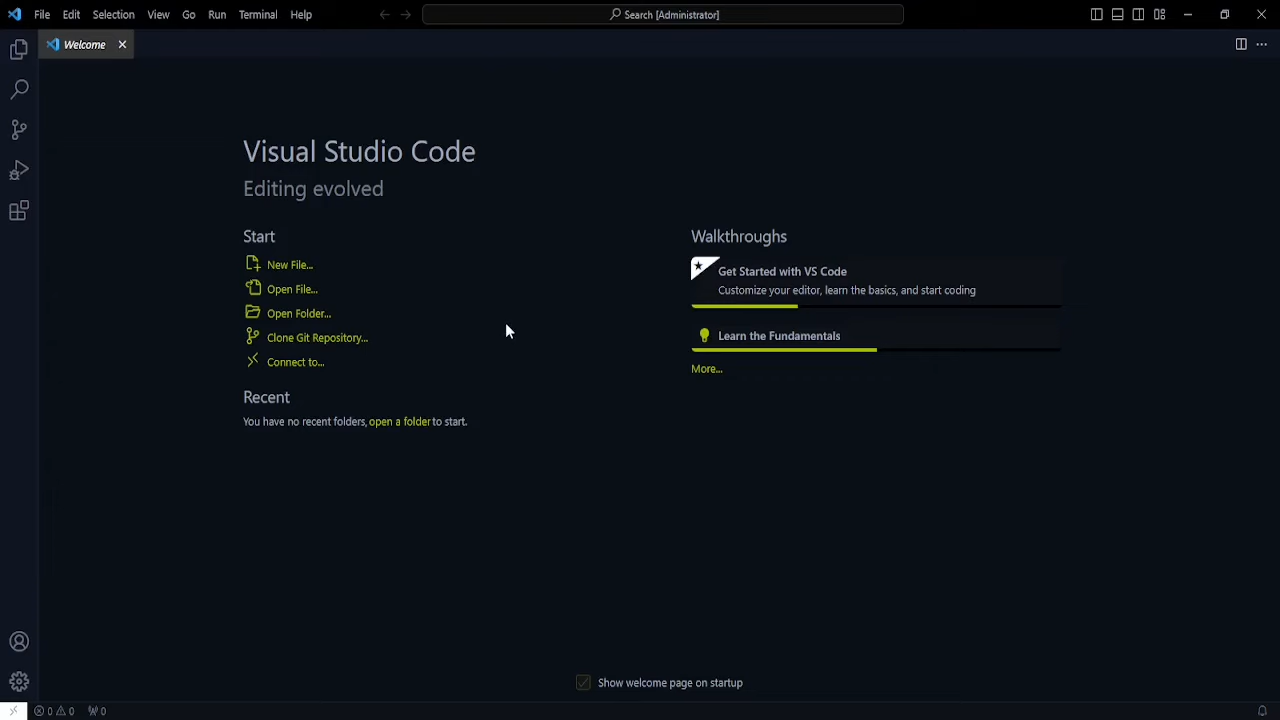 File Edit Selection View Go Run Terminal Help
Search [Administrator]
Welcome
Visual Studio Code
Editing evolved
Start
New File...
Open File...
Open Folder...
Clone Git Repository...
Connect to...
Recent
You have no recent folders, open a folder to start.
Walkthroughs
Get Started with VS Code
Customize your editor, learn the basics, and start coding
Learn the Fundamentals
More...
Show welcome page on startup
0 0 0